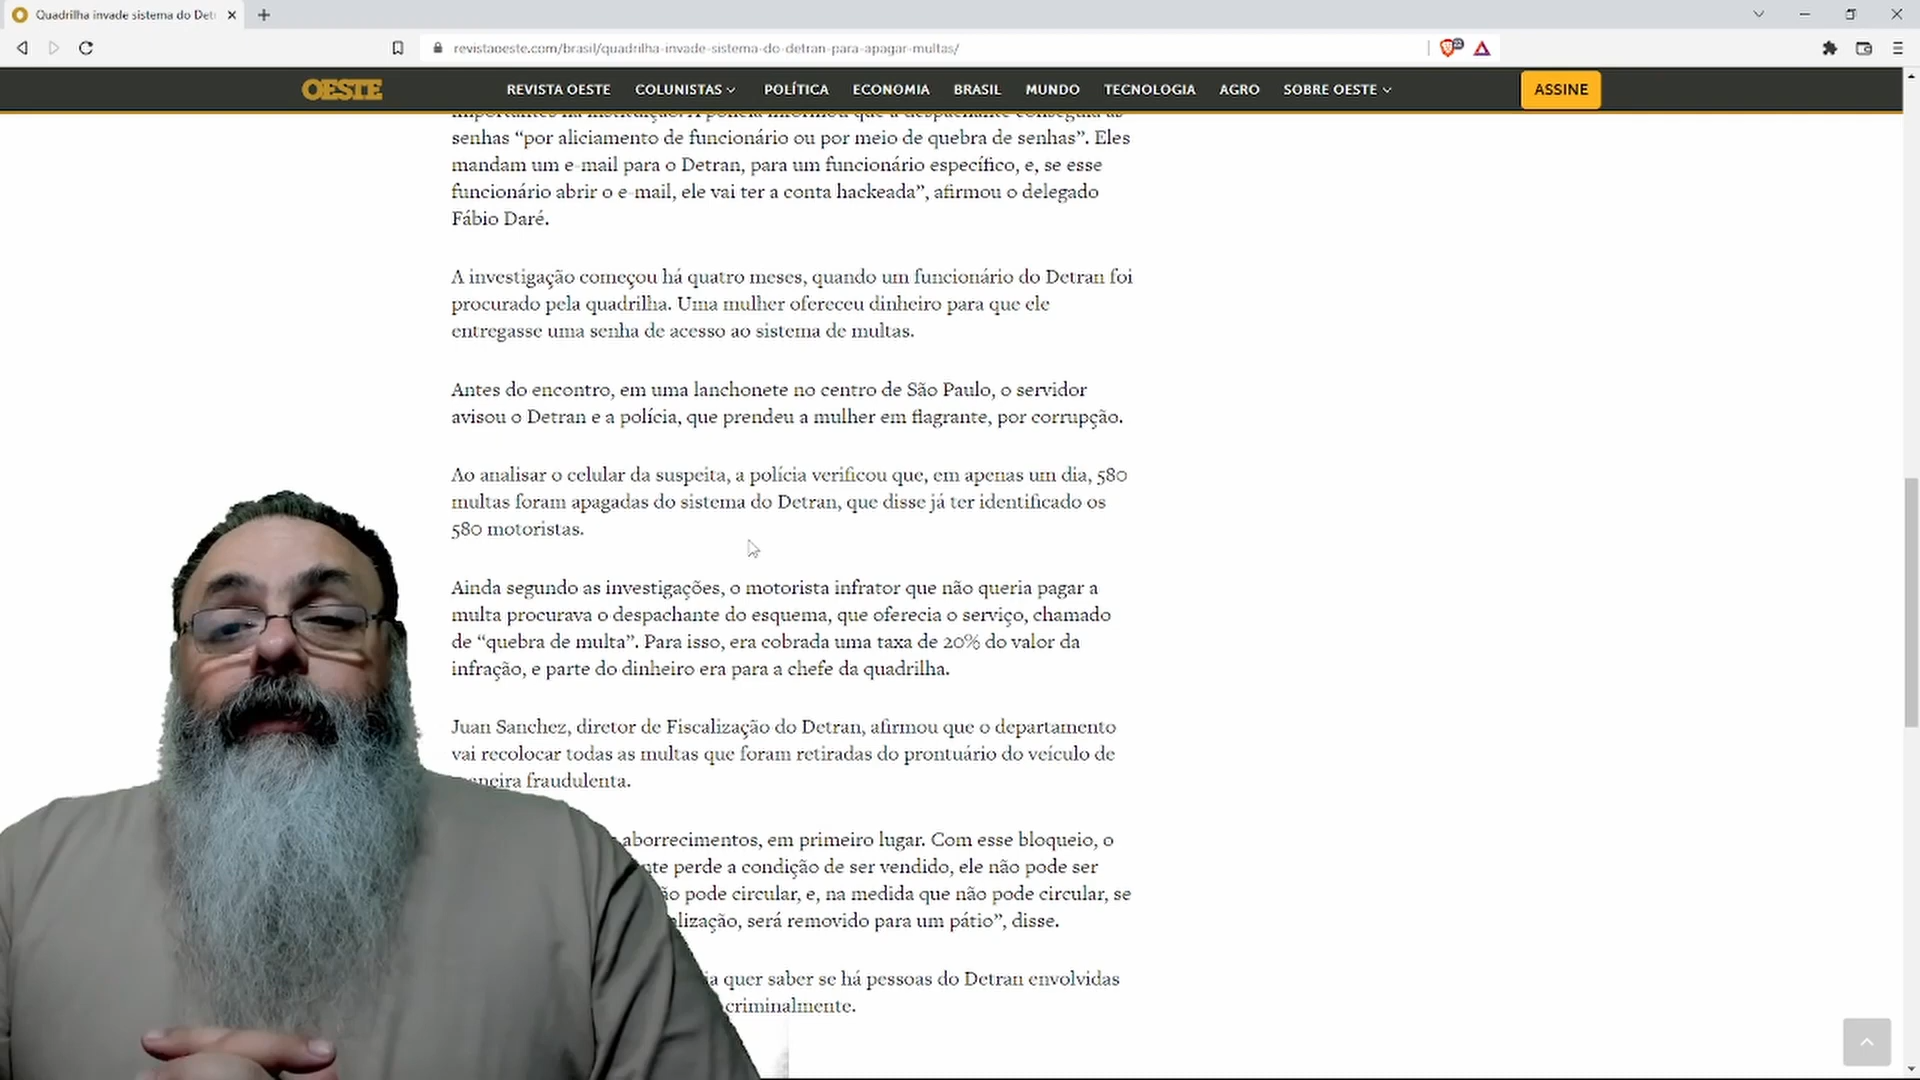 Quadrilha invade sistema do Det
revistaoeste.com/brasil/quadrilha-invade-sistema-do-detran-para-apagar-multas/
OESTE
REVISTA OESTE
COLUNISTAS
POLÍTICA
ECONOMIA
BRASIL
MUNDO
TECNOLOGIA
AGRO
SOBRE OESTE
ASSINE
importantes na instituição. A polícia informou que a despachante conseguia as
senhas “por aliciamento de funcionário ou por meio de quebra de senhas”. Eles
mandam um e-mail para o Detran, para um funcionário específico, e, se esse
funcionário abrir o e-mail, ele vai ter a conta hackeada”, afirmou o delegado
Fábio Daré.
A investigação começou há quatro meses, quando um funcionário do Detran foi
procurado pela quadrilha. Uma mulher ofereceu dinheiro para que ele
entregasse uma senha de acesso ao sistema de multas.
Antes do encontro, em uma lanchonete no centro de São Paulo, o servidor
avisou o Detran e a polícia, que prendeu a mulher em flagrante, por corrupção.
Ao analisar o celular da suspeita, a polícia verificou que, em apenas um dia, 580
multas foram apagadas do sistema do Detran, que disse já ter identificado os
580 motoristas.
Ainda segundo as investigações, o motorista infrator que não queria pagar a
multa procurava o despachante do esquema, que oferecia o serviço, chamado
de “quebra de multa”. Para isso, era cobrada uma taxa de 20% do valor da
infração, e parte do dinheiro era para a chefe da quadrilha.
Juan Sanchez, diretor de Fiscalização do Detran, afirmou que o departamento
vai recolocar todas as multas que foram retiradas do prontuário do veículo de
fraudulenta.
aborrecimentos, em primeiro lugar. Com esse bloqueio, o
perde a condição de ser vendido, ele não pode ser
pode circular, e, na medida que não pode circular, se
será removido para um pátio”, disse.
quer saber se há pessoas do Detran envolvidas
criminalmente.